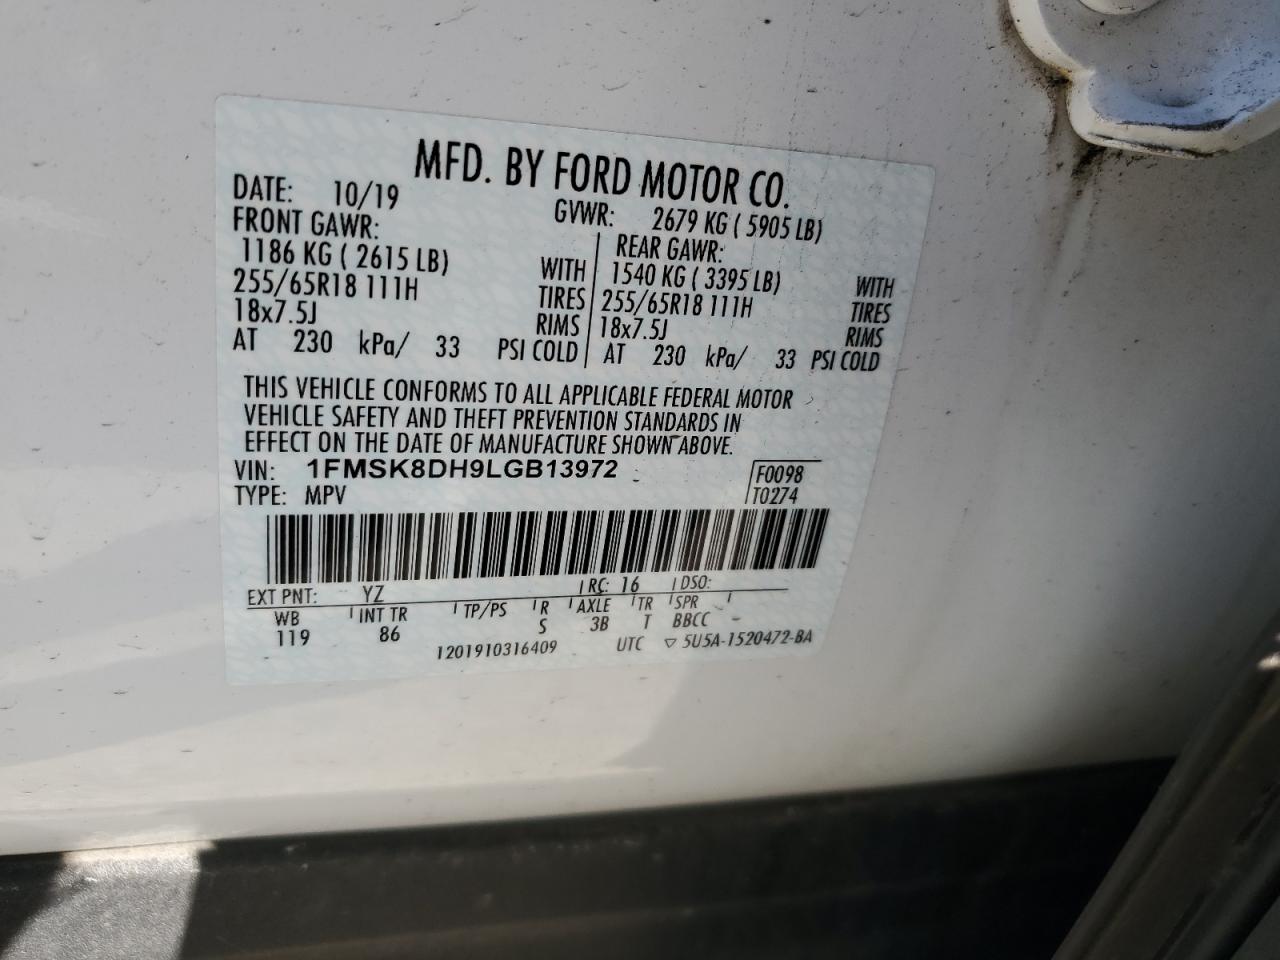 MFD. BY FORD MOTOR CO.
DATE: 10/19 GVWR: 2679 KG ( 5905 LB)
FRONT GAWR: REAR GAWR:
1186 KG ( 2615 LB) WITH 1540 KG ( 3395 LB) WITH
255/65R18 111H TIRES 255/65R18 111H TIRES
18x7.5J RIMS 18x7.5J RIMS
AT 230 kPa/ 33 PSI COLD AT 230 kPa/ 33 PSI COLD
THIS VEHICLE CONFORMS TO ALL APPLICABLE FEDERAL MOTOR
VEHICLE SAFETY AND THEFT PREVENTION STANDARDS IN
EFFECT ON THE DATE OF MANUFACTURE SHOWN ABOVE.
VIN: 1FMSK8DH9LGB13972 F0098
TYPE: MPV T0274
EXT PNT: YZ RC: 16 DSO:
WB INT TR TP/PS R AXLE TR SPR
119 86 S 3B T BBCC
1201910316409 UTC ▽ 5U5A-1520472-BA